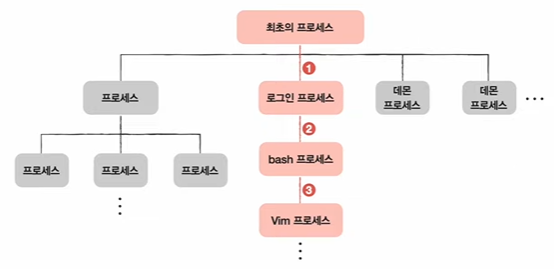 최초의 프로세스
1
프로세스
로그인 프로세스
데몬
프로세스
데몬
프로세스
...
2
프로세스
프로세스
프로세스
bash 프로세스
3
Vim 프로세스